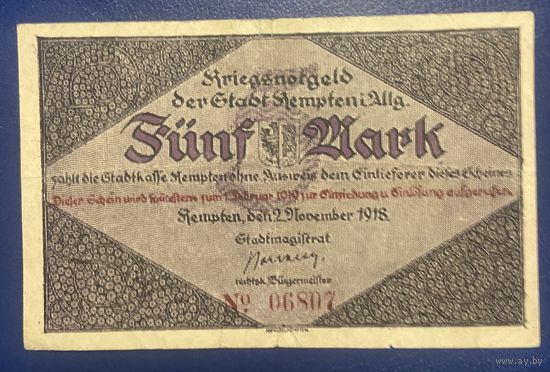 Kriegsnotgeld
der Stadt Kempten i/Allg.
Fünf Mark
zahlt die Stadtkasse Kempten ohne Ausweis dem Einlieferer dieses Scheines
Dieser Schein wird spätestens zum 1. Februar 1919 zur Einziehung u. Einlösung aufgerufen.
Kempten, den 2. November 1918.
Stadtmagistrat
rechtsk. Bürgermeister
No 06807
www.ay.by